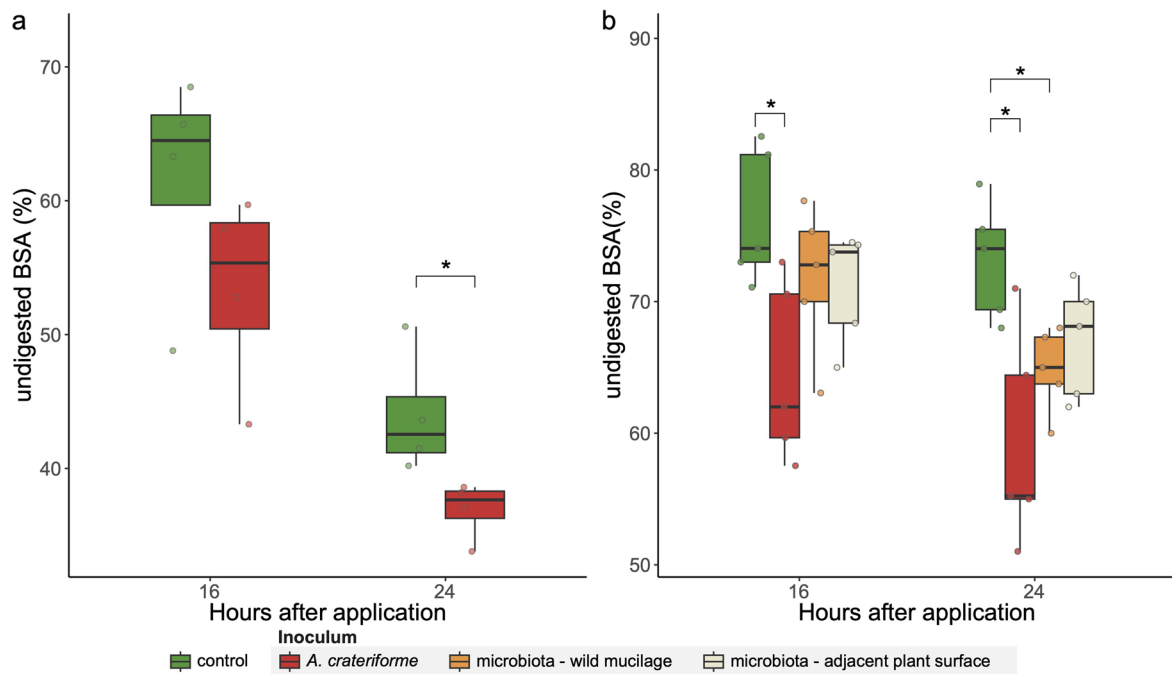 a
b
undigested BSA (%)
70
60
50
40
*
16
24
Hours after application
undigested BSA(%)
90
80
70
60
50
*
*
*
16
24
Hours after application
Inoculum
control
A. crateriforme
microbiota - wild mucilage
microbiota - adjacent plant surface